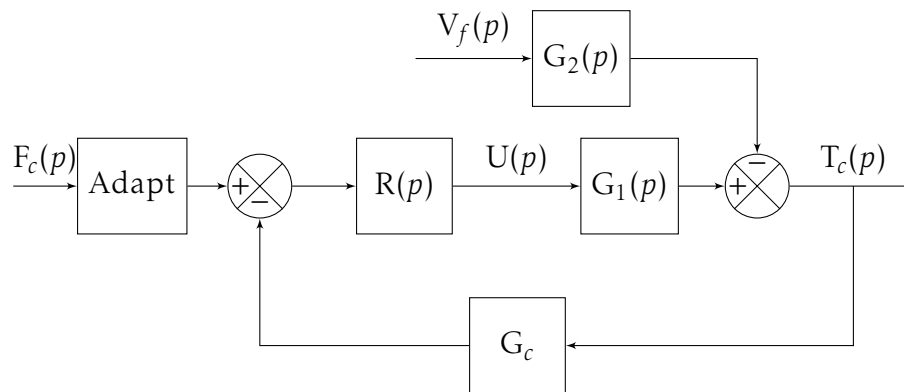 V_f(p)
G_2(p)
F_c(p)
Adapt
+
−
R(p)
U(p)
G_1(p)
+
−
T_c(p)
G_c